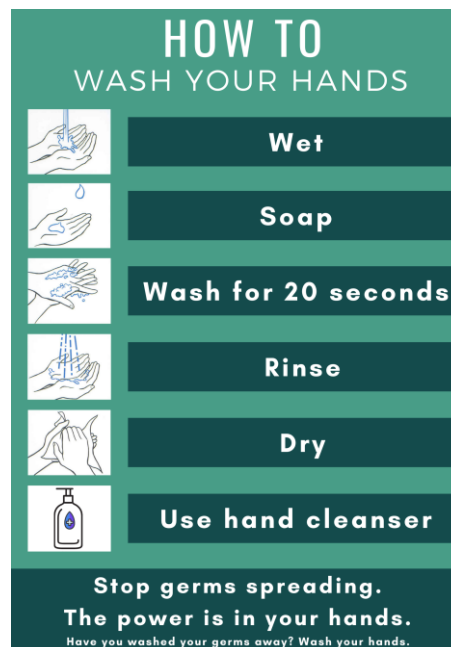 HOW TO
WASH YOUR HANDS
Wet
Soap
Wash for 20 seconds
Rinse
Dry
Use hand cleanser
Stop germs spreading.
The power is in your hands.
Have you washed your germs away? Wash your hands.